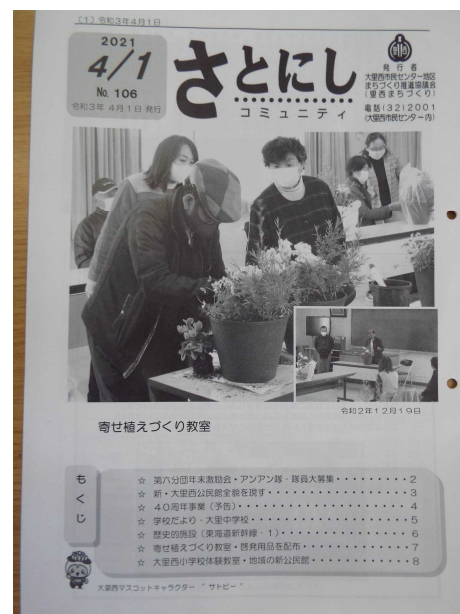 (1) 令和3年4月1日
2021
4/1
No. 106
令和3年 4月1日 発行
さとにし
コミュニティ
発 行 者
大里西市民センター地区
まちづくり推進協議会
(里西まちづくり)
電話(32)2001
(大里西市民センター内)
令和2年12月19日
寄せ植えづくり教室
もくじ
☆ 第六分団年末激励会・アンアン隊・隊員大募集・・・・・・・・・2
☆ 新・大里西公民館全貌を現す・・・・・・・・・・・・・・・・3
☆ 40周年事業(予告)・・・・・・・・・・・・・・・・・・・4
☆ 学校だより・大里中学校・・・・・・・・・・・・・・・・・・5
☆ 歴史的施設(東海道新幹線・1)・・・・・・・・・・・・・・6
☆ 寄せ植えづくり教室・啓発用品を配布・・・・・・・・・・・・7
☆ 大里西小学校体験教室・地域の新公民館・・・・・・・・・・・8
大里西マスコットキャラクター “ サトピー ”